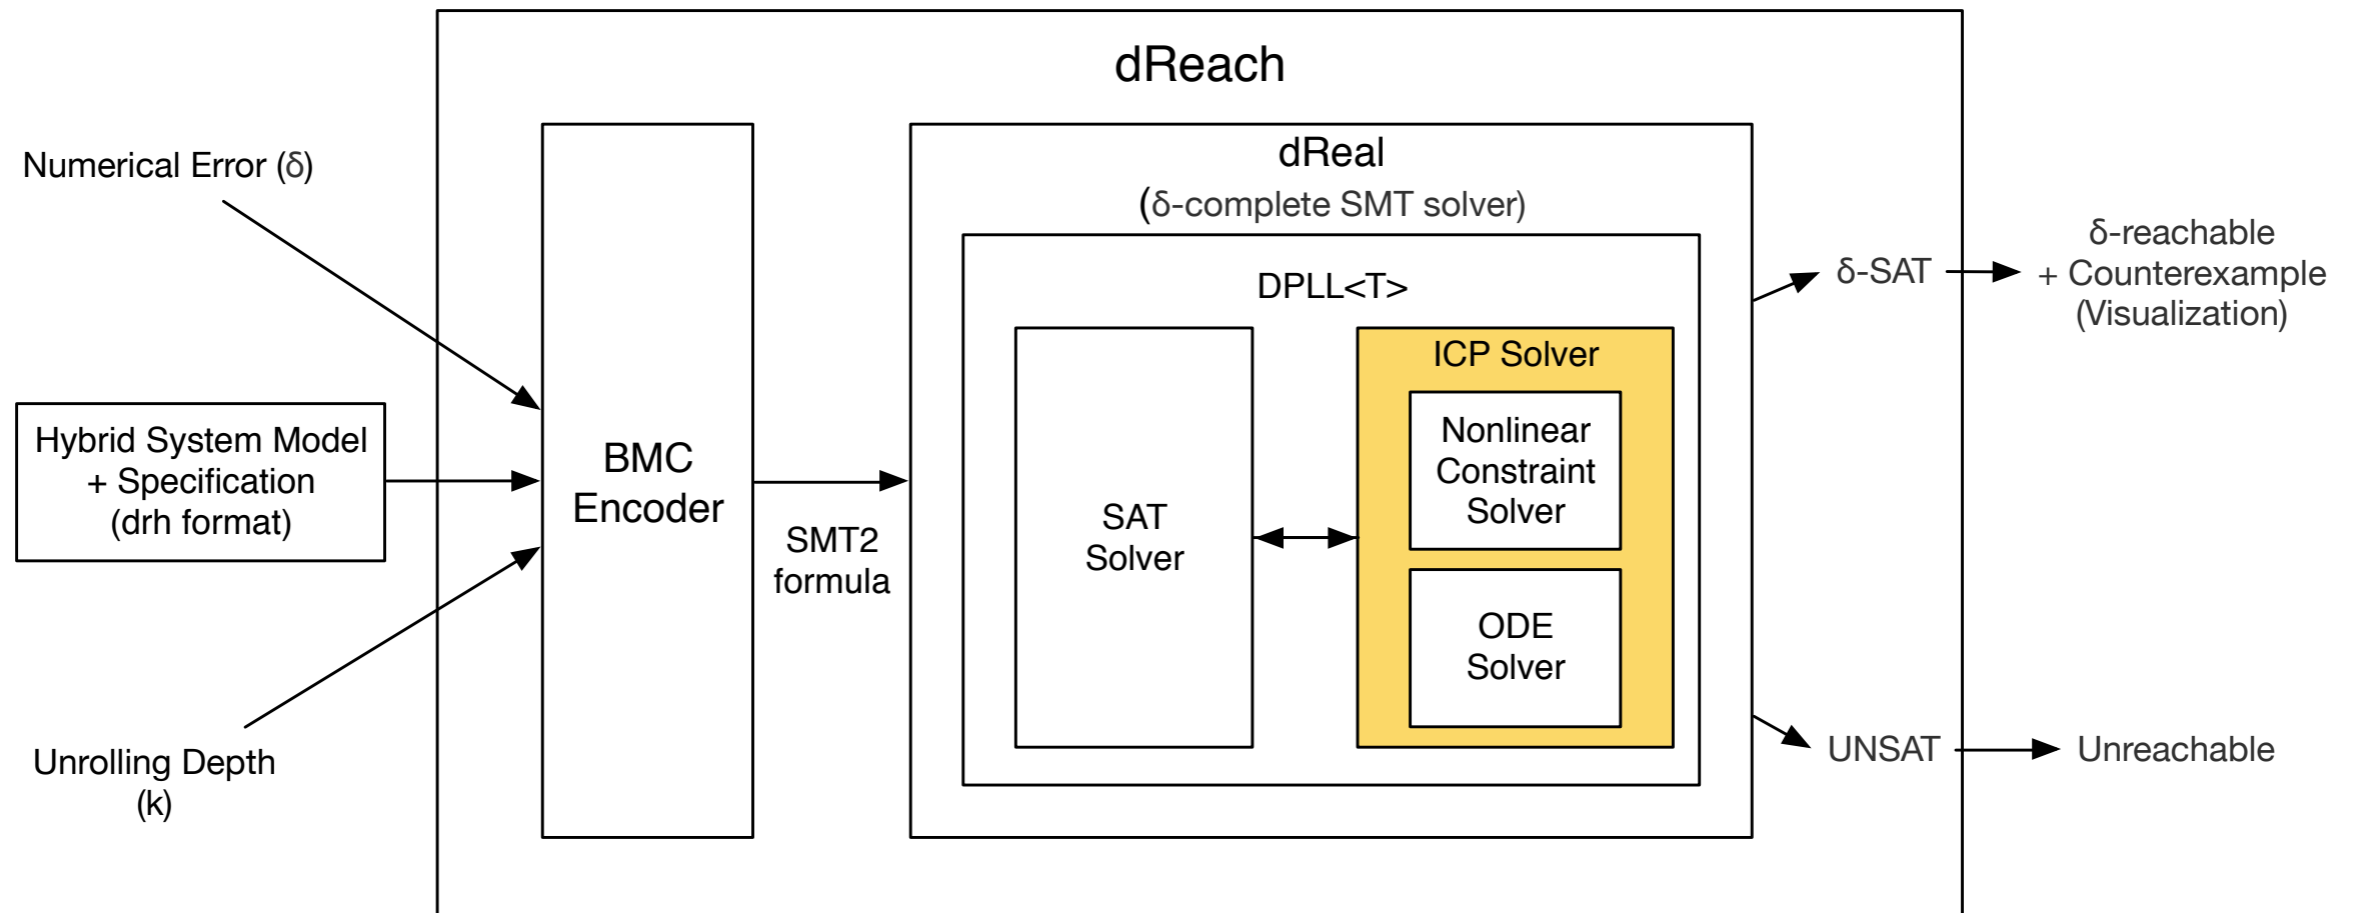 dReach
Numerical Error (δ)
Hybrid System Model
+ Specification
(drh format)
Unrolling Depth
(k)
BMC
Encoder
SMT2
formula
dReal
(δ-complete SMT solver)
DPLL<T>
SAT
Solver
ICP Solver
Nonlinear
Constraint
Solver
ODE
Solver
δ-SAT
δ-reachable
+ Counterexample
(Visualization)
UNSAT
Unreachable